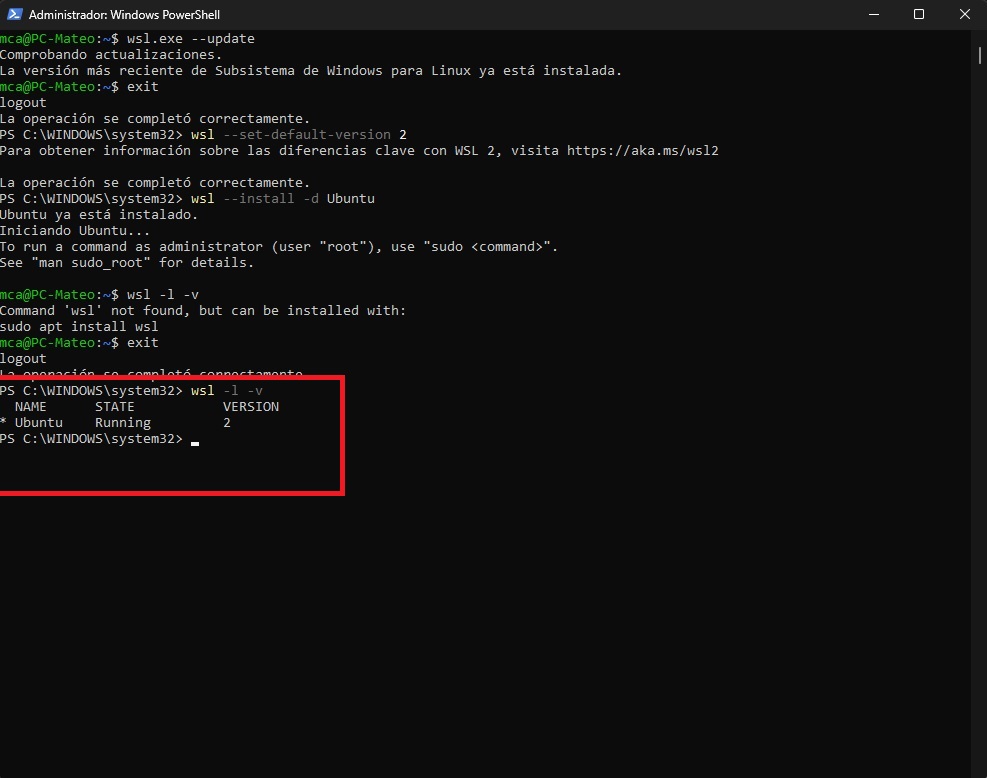 Administrador: Windows PowerShell
mca@PC-Mateo:~$ wsl.exe --update
Comprobando actualizaciones.
La versión más reciente de Subsistema de Windows para Linux ya está instalada.
mca@PC-Mateo:~$ exit
logout
La operación se completó correctamente.
PS C:\WINDOWS\system32> wsl --set-default-version 2
Para obtener información sobre las diferencias clave con WSL 2, visita https://aka.ms/wsl2
La operación se completó correctamente.
PS C:\WINDOWS\system32> wsl --install -d Ubuntu
Ubuntu ya está instalado.
Iniciando Ubuntu...
To run a command as administrator (user "root"), use "sudo <command>".
See "man sudo_root" for details.
mca@PC-Mateo:~$ wsl -l -v
Command 'wsl' not found, but can be installed with:
sudo apt install wsl
mca@PC-Mateo:~$ exit
logout
La operación se completó correctamente.
PS C:\WINDOWS\system32> wsl -l -v
NAME STATE VERSION
* Ubuntu Running 2
PS C:\WINDOWS\system32>